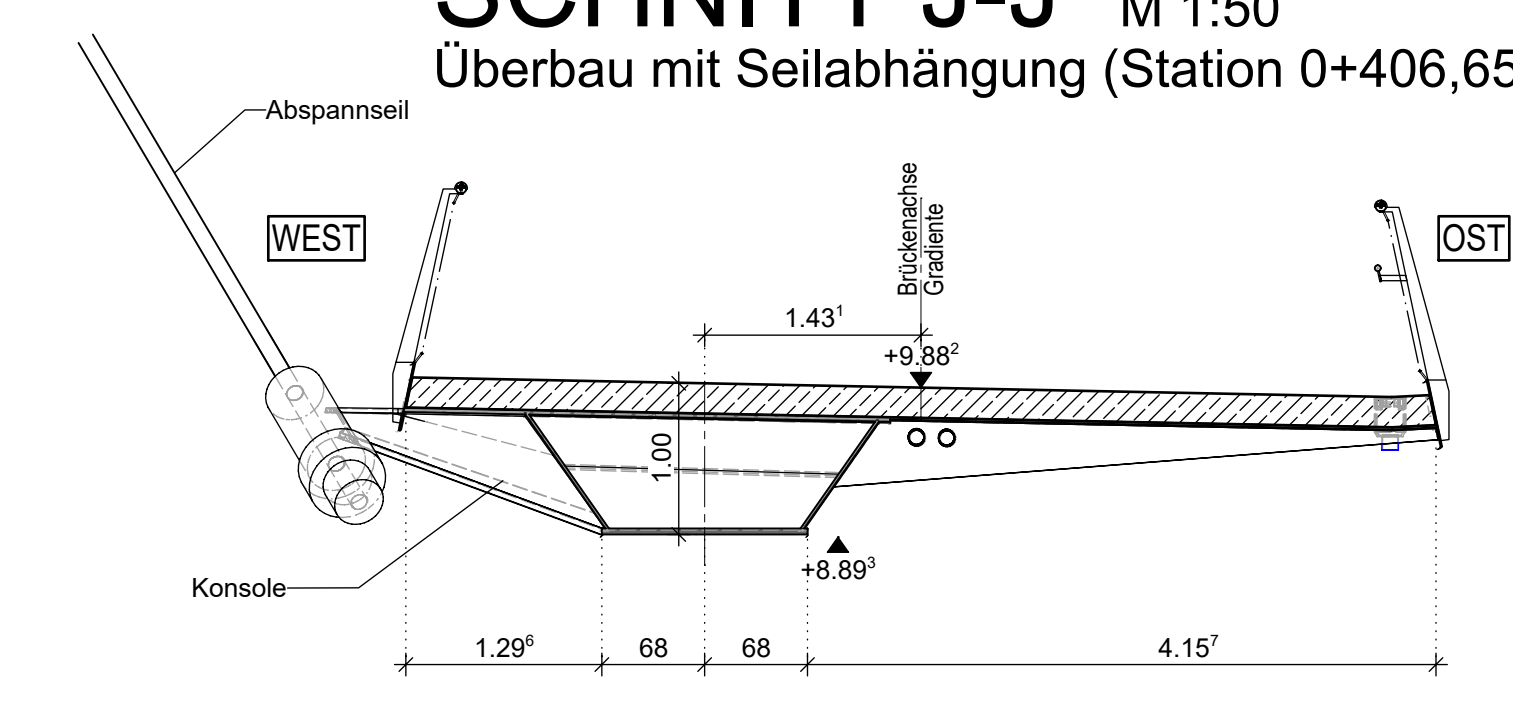 SCHNITT J-J M 1:50
Überbau mit Seilabhängung (Station 0+406,65
Abspannseil
WEST
Brückenachse
Gradiente
OST
1.43¹
+9.88²
1.00
+8.89³
Konsole
1.29⁶
68
68
4.15⁷